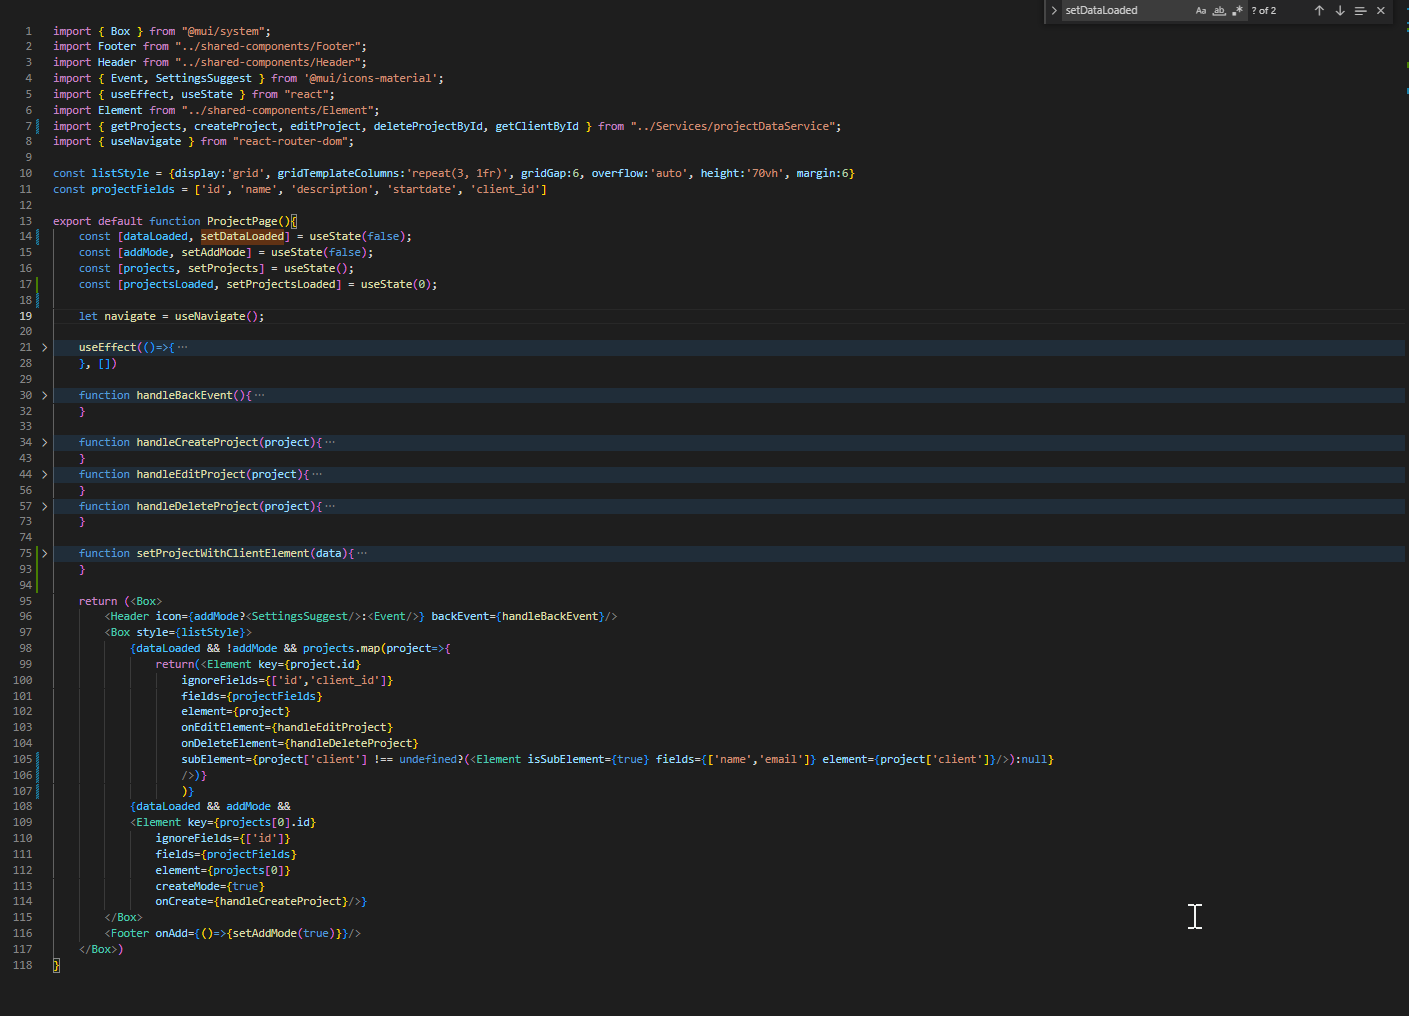 setDataLoaded Aa ab .* ? of 2
1 import { Box } from "@mui/system";
2 import Footer from "../shared-components/Footer";
3 import Header from "../shared-components/Header";
4 import { Event, SettingsSuggest } from '@mui/icons-material';
5 import { useEffect, useState } from "react";
6 import Element from "../shared-components/Element";
7 import { getProjects, createProject, editProject, deleteProjectById, getClientById } from "../Services/projectDataService";
8 import { useNavigate } from "react-router-dom";
9
10 const listStyle = {display:'grid', gridTemplateColumns:'repeat(3, 1fr)', gridGap:6, overflow:'auto', height:'70vh', margin:6}
11 const projectFields = ['id', 'name', 'description', 'startdate', 'client_id']
12
13 export default function ProjectPage(){
14 const [dataLoaded, setDataLoaded] = useState(false);
15 const [addMode, setAddMode] = useState(false);
16 const [projects, setProjects] = useState();
17 const [projectsLoaded, setProjectsLoaded] = useState(0);
18
19 let navigate = useNavigate();
20
21 useEffect(()=>{ ···
28 }, [])
29
30 function handleBackEvent(){ ···
32 }
33
34 function handleCreateProject(project){ ···
43 }
44 function handleEditProject(project){ ···
56 }
57 function handleDeleteProject(project){ ···
73 }
74
75 function setProjectWithClientElement(data){ ···
93 }
94
95 return (<Box>
96 <Header icon={addMode?<SettingsSuggest/>:<Event/>} backEvent={handleBackEvent}/>
97 <Box style={listStyle}>
98 {dataLoaded && !addMode && projects.map(project=>{
99 return(<Element key={project.id}
100 ignoreFields={['id','client_id']}
101 fields={projectFields}
102 element={project}
103 onEditElement={handleEditProject}
104 onDeleteElement={handleDeleteProject}
105 subElement={project['client'] !== undefined?(<Element isSubElement={true} fields={['name','email']} element={project['client']}/>):null}
106 />)}
107 )}
108 {dataLoaded && addMode &&
109 <Element key={projects[0].id}
110 ignoreFields={['id']}
111 fields={projectFields}
112 element={projects[0]}
113 createMode={true}
114 onCreate={handleCreateProject}/>}
115 </Box>
116 <Footer onAdd={()=>{setAddMode(true)}}/>
117 </Box>)
118 }